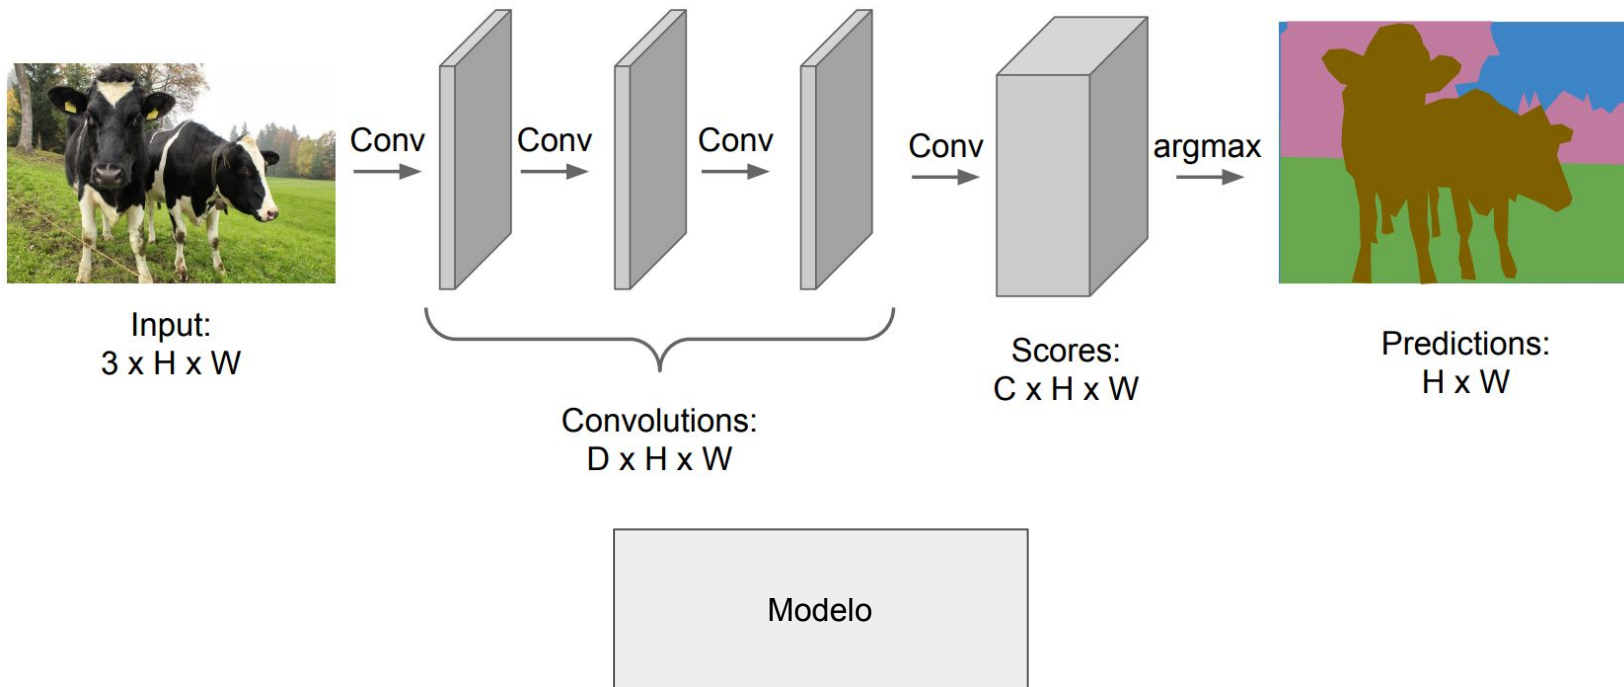 Conv
Conv
Conv
Conv
argmax
Input:
3 x H x W
Convolutions:
D x H x W
Scores:
C x H x W
Predictions:
H x W
Modelo